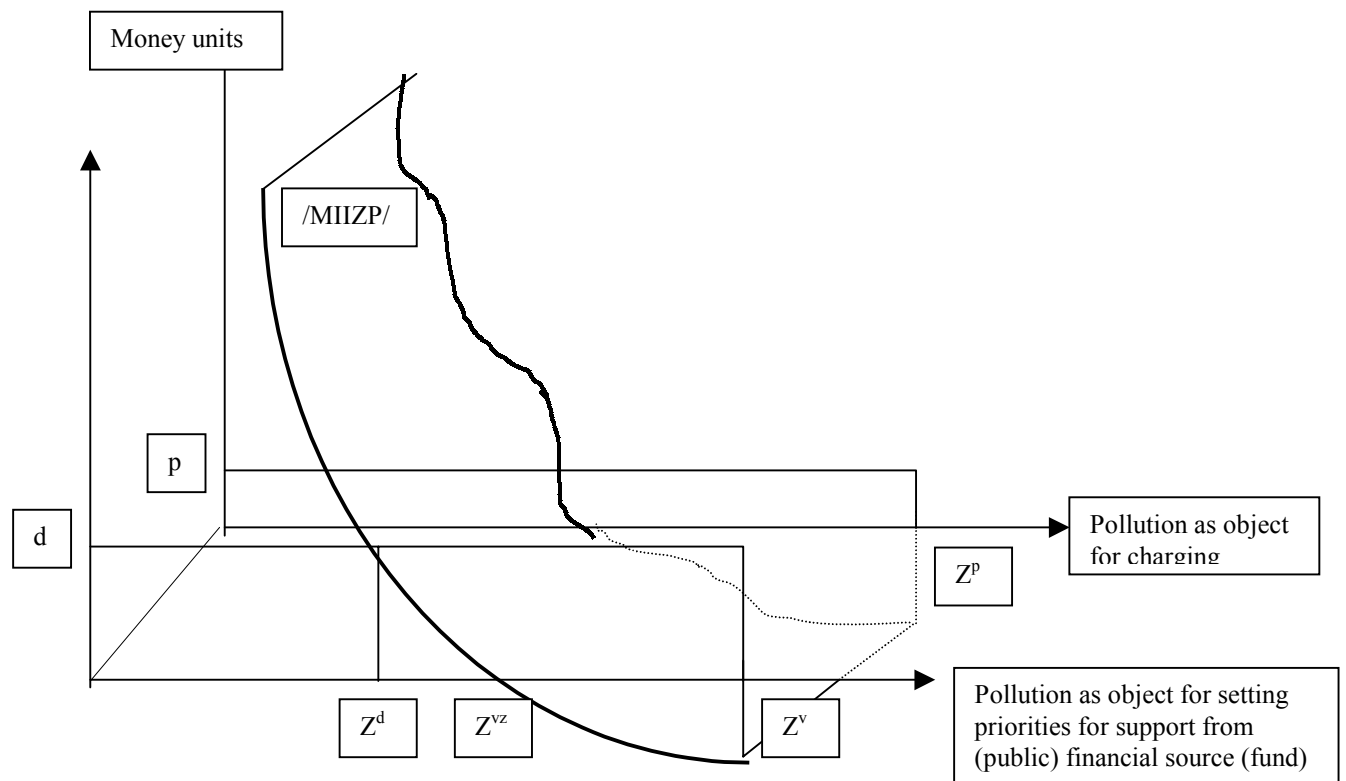 Money units
/MIIZP/
p
d
Pollution as object
for charging
Z^p
Z^d
Z^vz
Z^v
Pollution as object for setting
priorities for support from
(public) financial source (fund)